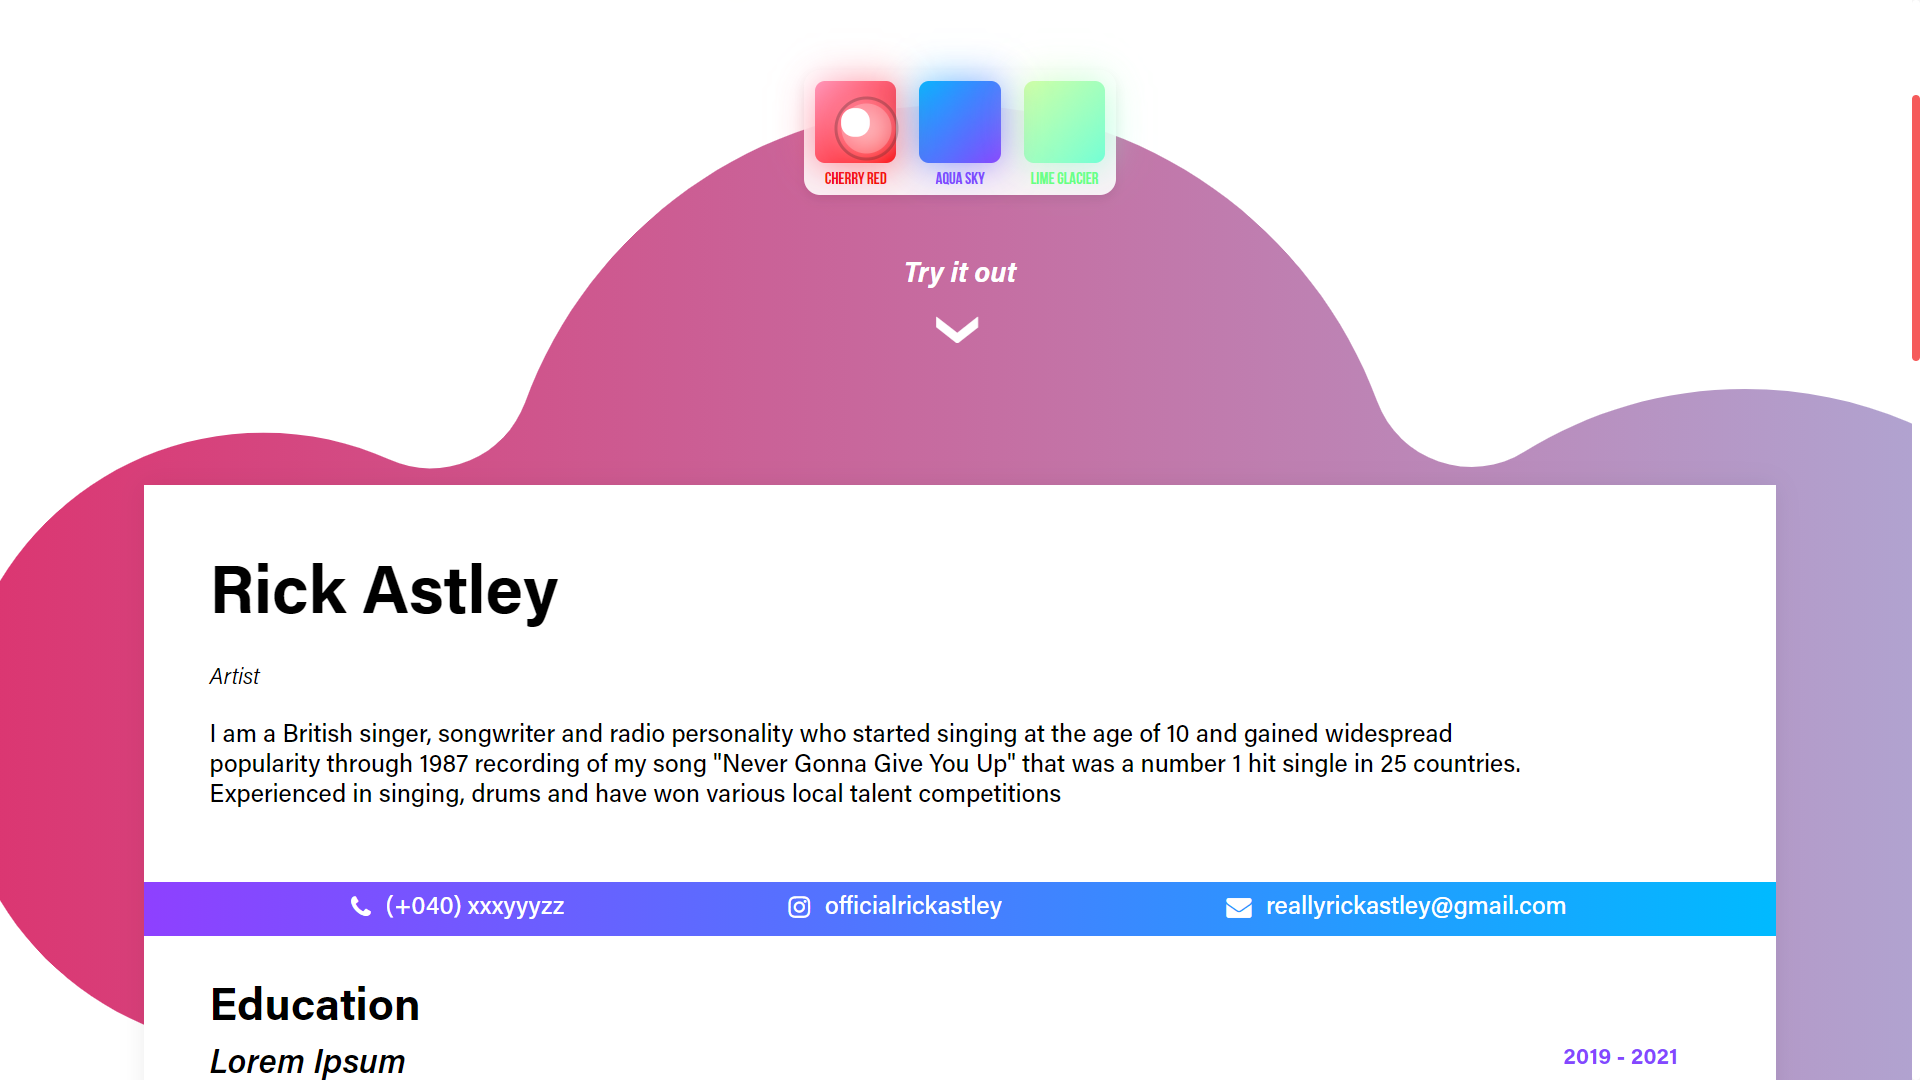 CHERRY RED
AQUA SKY
LIME GLACIER
Try it out
Rick Astley
Artist
I am a British singer, songwriter and radio personality who started singing at the age of 10 and gained widespread
popularity through 1987 recording of my song "Never Gonna Give You Up" that was a number 1 hit single in 25 countries.
Experienced in singing, drums and have won various local talent competitions
(+040) xxxyyyzz
officialrickastley
reallyrickastley@gmail.com
Education
Lorem Ipsum
2019 - 2021